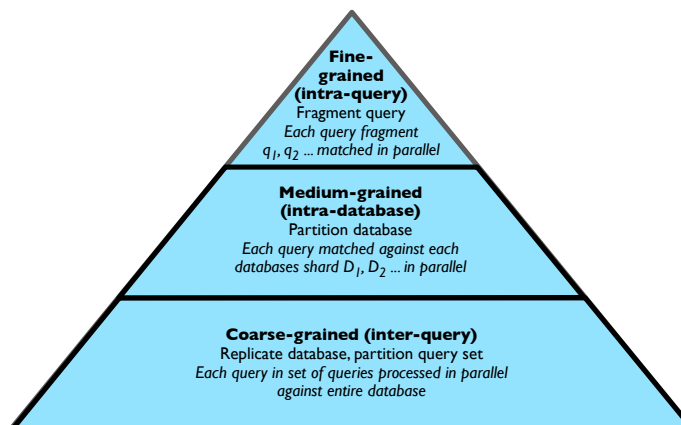 Fine-
grained
(intra-query)
Fragment query
Each query fragment
q1, q2 ... matched in parallel
Medium-grained
(intra-database)
Partition database
Each query matched against each
databases shard D1, D2 ... in parallel
Coarse-grained (inter-query)
Replicate database, partition query set
Each query in set of queries processed in parallel
against entire database